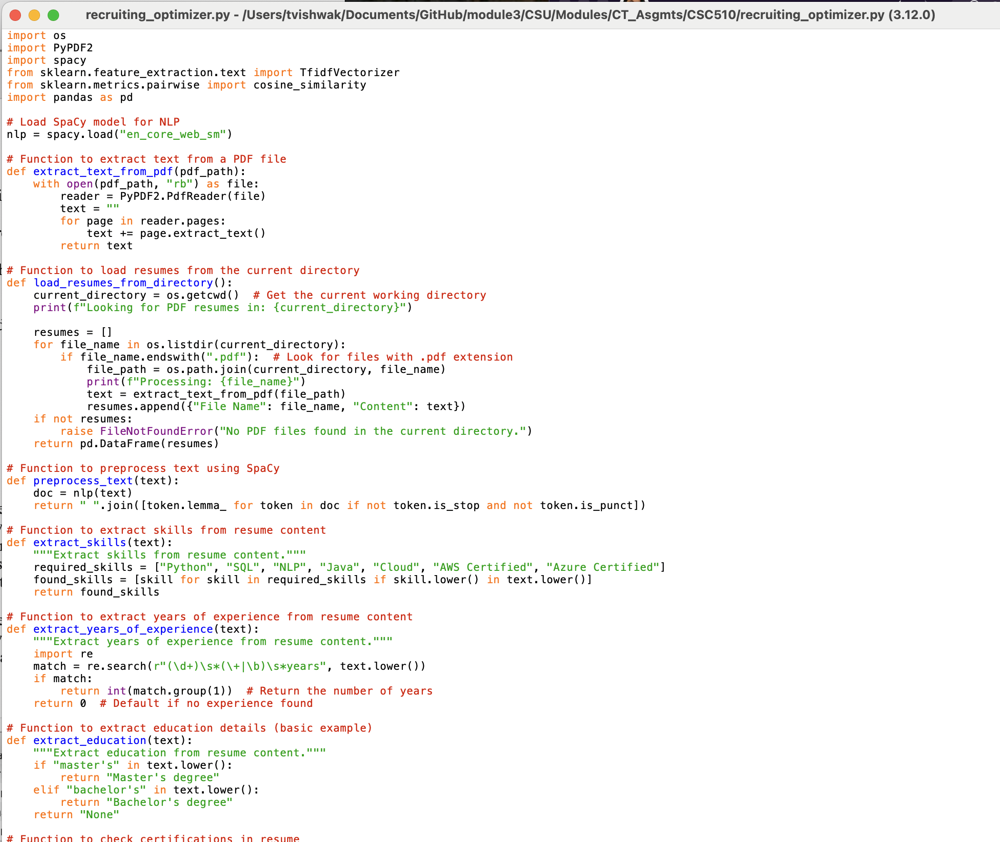 recruiting_optimizer.py - /Users/tvishwak/Documents/GitHub/module3/CSU/Modules/CT_Asgmts/CSC510/recruiting_optimizer.py (3.12.0)
import os
import PyPDF2
import spacy
from sklearn.feature_extraction.text import TfidfVectorizer
from sklearn.metrics.pairwise import cosine_similarity
import pandas as pd

# Load SpaCy model for NLP
nlp = spacy.load("en_core_web_sm")

# Function to extract text from a PDF file
def extract_text_from_pdf(pdf_path):
    with open(pdf_path, "rb") as file:
        reader = PyPDF2.PdfReader(file)
        text = ""
        for page in reader.pages:
            text += page.extract_text()
        return text

# Function to load resumes from the current directory
def load_resumes_from_directory():
    current_directory = os.getcwd()  # Get the current working directory
    print(f"Looking for PDF resumes in: {current_directory}")

    resumes = []
    for file_name in os.listdir(current_directory):
        if file_name.endswith(".pdf"):  # Look for files with .pdf extension
            file_path = os.path.join(current_directory, file_name)
            print(f"Processing: {file_name}")
            text = extract_text_from_pdf(file_path)
            resumes.append({"File Name": file_name, "Content": text})
    if not resumes:
        raise FileNotFoundError("No PDF files found in the current directory.")
    return pd.DataFrame(resumes)

# Function to preprocess text using SpaCy
def preprocess_text(text):
    doc = nlp(text)
    return " ".join([token.lemma_ for token in doc if not token.is_stop and not token.is_punct])

# Function to extract skills from resume content
def extract_skills(text):
    """Extract skills from resume content."""
    required_skills = ["Python", "SQL", "NLP", "Java", "Cloud", "AWS Certified", "Azure Certified"]
    found_skills = [skill for skill in required_skills if skill.lower() in text.lower()]
    return found_skills

# Function to extract years of experience from resume content
def extract_years_of_experience(text):
    """Extract years of experience from resume content."""
    import re
    match = re.search(r"(\d+)\s*(\+|\b)\s*years", text.lower())
    if match:
        return int(match.group(1))  # Return the number of years
    return 0  # Default if no experience found

# Function to extract education details (basic example)
def extract_education(text):
    """Extract education from resume content."""
    if "master's" in text.lower():
        return "Master's degree"
    elif "bachelor's" in text.lower():
        return "Bachelor's degree"
    return "None"

# Function to check certifications in resume